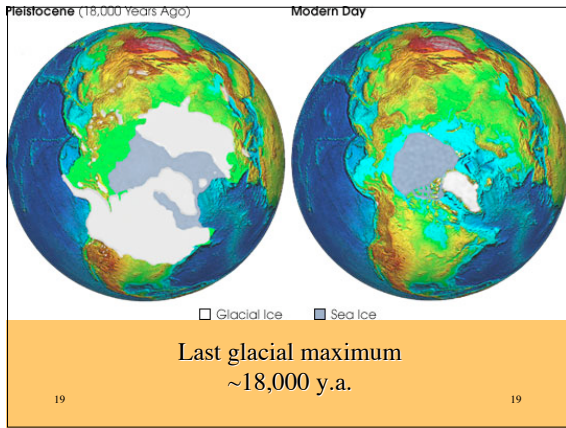 Pleistocene (18,000 Years Ago)
Modern Day
Glacial Ice
Sea Ice
Last glacial maximum
~18,000 y.a.
19
19